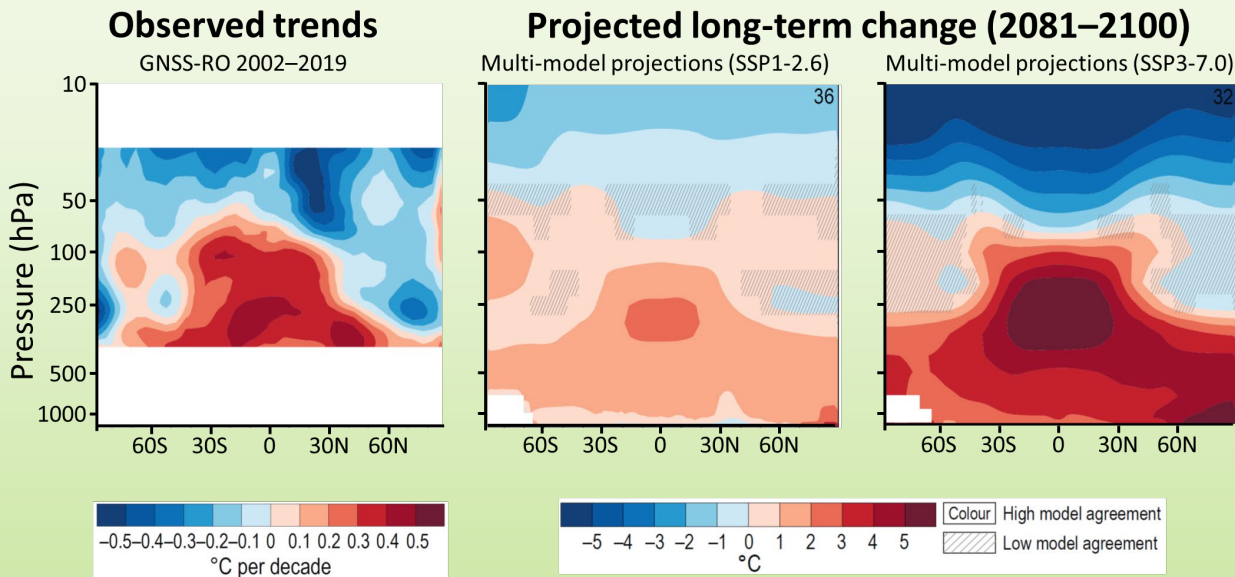 Observed trends
GNSS-RO 2002–2019
Projected long-term change (2081–2100)
Multi-model projections (SSP1-2.6)
Multi-model projections (SSP3-7.0)
36
32
Pressure (hPa)
10
50
100
250
500
1000
60S 30S 0 30N 60N
60S 30S 0 30N 60N
60S 30S 0 30N 60N
–0.5–0.4–0.3–0.2–0.1 0 0.1 0.2 0.3 0.4 0.5
°C per decade
–5 –4 –3 –2 –1 0 1 2 3 4 5
°C
Colour High model agreement
Low model agreement